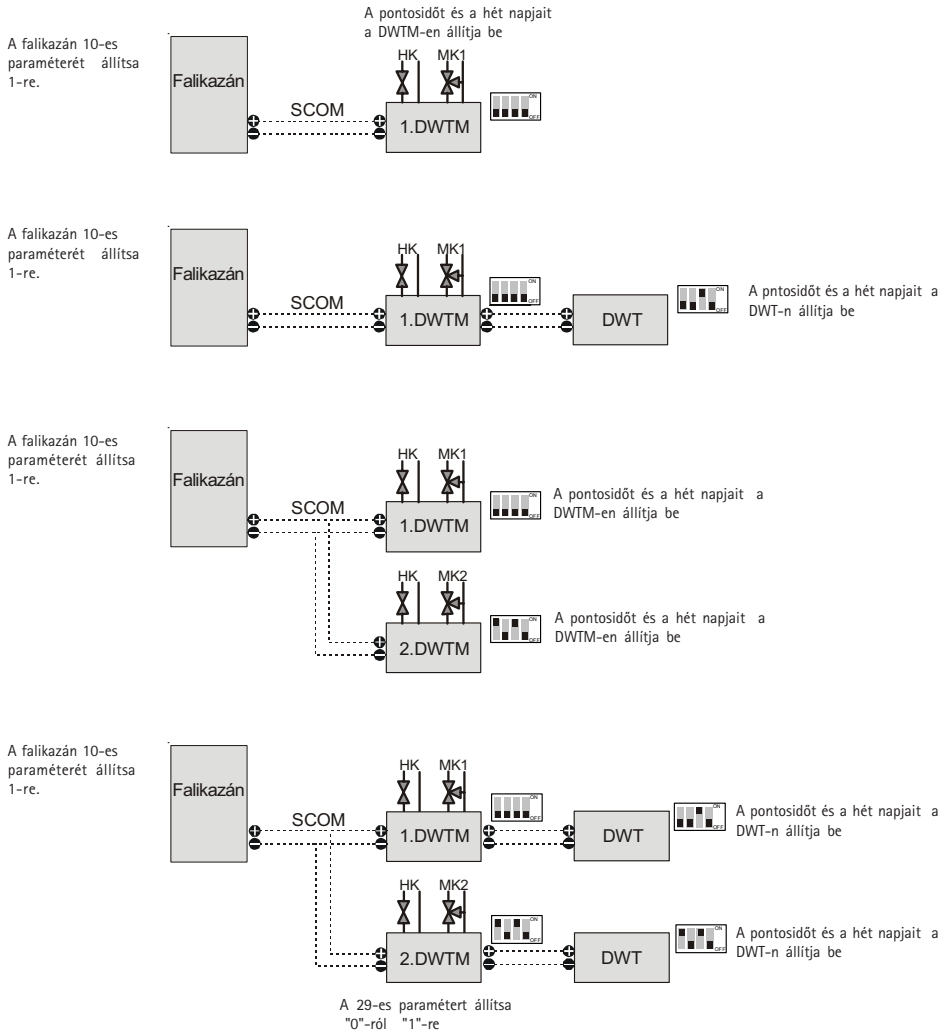 A pontosidőt és a hét napjait
a DWTM-en állítja be
A falikazán 10-es
paraméterét állítsa
1-re.
Falikazán
SCOM
HK MK1
1.DWTM
ON
OFF
A falikazán 10-es
paraméterét állítsa
1-re.
Falikazán
SCOM
HK MK1
1.DWTM
ON
OFF
DWT
ON
OFF
A pntosidőt és a hét napjait a
DWT-n állítja be
A falikazán 10-es
paraméterét állítsa
1-re.
Falikazán
SCOM
HK MK1
1.DWTM
ON
OFF
A pontosidőt és a hét napjait a
DWTM-en állítja be
HK MK2
2.DWTM
ON
OFF
A pontosidőt és a hét napjait a
DWTM-en állítja be
A falikazán 10-es
paraméterét állítsa
1-re.
Falikazán
SCOM
HK MK1
1.DWTM
ON
OFF
DWT
ON
OFF
A pontosidőt és a hét napjait a
DWT-n állítja be
HK MK2
2.DWTM
ON
OFF
DWT
ON
OFF
A pontosidőt és a hét napjait a
DWT-n állítja be
A 29-es paramétert állítsa
"0"-ról "1"-re